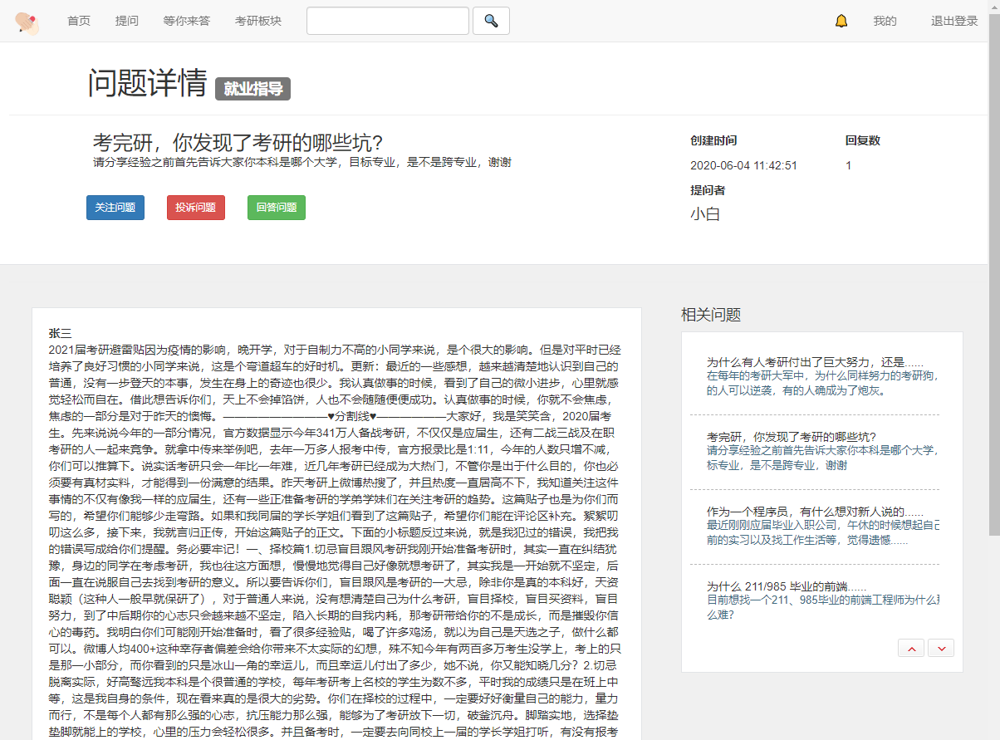 首页 提问 等你来答 考研板块 我的 退出登录
问题详情 就业指导
考完研，你发现了考研的哪些坑?
请分享经验之前首先告诉大家你本科是哪个大学，目标专业，是不是跨专业，谢谢
关注问题 投诉问题 回答问题
创建时间 回复数
2020-06-04 11:42:51 1
提问者
小白
张三
2021届考研避雷贴因为疫情的影响，晚开学，对于自制力不高的小同学来说，是个很大的影响。但是对平时已经
培养了良好习惯的小同学来说，这是个弯道超车的好时机。更新：最近的一些感想，越来越清楚地认识到自己的
普通，没有一步登天的本事，发生在身上的奇迹也很少。我认真做事的时候，看到了自己的微小进步，心里就感
觉轻松而自在。借此想告诉你们，天上不会掉馅饼，人也不会随随便便成功。认真做事的时候，你就不会焦虑，
焦虑的一部分是对于昨天的懊悔。—————————♥分割线♥——————大家好，我是笑笑含，2020届考
生。先来说说今年的一部分情况，官方数据显示今年341万人备战考研，不仅仅是应届生，还有二战三战及在职
考研的人一起来竞争。就拿中传来举例吧，去年一万多人报考中传，官方报录比是1:11，今年的人数只增不减，
你们可以推算下。说实话考研只会一年比一年难，近几年考研已经成为大热门，不管你是出于什么目的，你也必
须要有真材实料，才能得到一份满意的结果。昨天考研上微博热搜了，并且热度一直居高不下，我知道关注这件
事情的不仅有像我一样的应届生，还有一些正准备考研的学弟学妹们在关注考研的趋势。这篇贴子也是为你们而
写的，希望你们能够少走弯路。如果和我同届的学长学姐们看到了这篇贴子，希望你们能在评论区补充。絮絮叨
叨这么多，接下来，我就言归正传，开始这篇贴子的正文。下面的小标题反过来说，就是我犯过的错误，我把我
的错误写成给你们提醒。务必要牢记！一、择校篇1.切忌盲目跟风考研我刚开始准备考研时，其实一直在纠结犹
豫，身边的同学在考虑考研，我也往这方面想，慢慢地觉得自己好像就想考研了，其实我是一开始就不坚定，后
面一直在说服自己去找到考研的意义。所以要告诉你们，盲目跟风是考研的一大忌，除非你是真的本科好，天资
聪颖（这种人一般早就保研了），对于普通人来说，没有想清楚自己为什么考研，盲目择校，盲目买资料，盲目
努力，到了中后期你的心志只会越来越不坚定，陷入长期的自我内耗，那考研带给你的不是成长，而是摧毁你信
心的毒药。我明白你们可能刚开始准备时，看了很多经验贴，喝了许多鸡汤，就以为自己是天选之子，做什么都
可以。微博人均400+这种幸存者偏差会给你带来不太实际的幻想，殊不知今年有两百多万考生没学上，考上的只
是那一小部分，而你看到的只是冰山一角的幸运儿，而且幸运儿付出了多少，她不说，你又能知晓几分？2.切忌
脱离实际，好高骛远我本科是个很普通的学校，每年考研考上名校的学生为数不多，平时我的成绩只是在班上中
等，这是我自身的条件，现在看来真的是很大的劣势。你们在择校的过程中，一定要好好衡量自己的能力，量力
而行，不是每个人都有那么强的心志，抗压能力那么强，能够为了考研放下一切，破釜沉舟。脚踏实地，选择垫
垫脚就能上的学校，心里的压力会轻松很多。并且备考时，一定要去向同校上一届的学长学姐打听，有没有报考
相关问题
为什么有人考研付出了巨大努力，还是......
在每年的考研大军中，为什么同样努力的考研狗，
的人可以逆袭，有的人确成为了炮灰。
考完研，你发现了考研的哪些坑?
请分享经验之前首先告诉大家你本科是哪个大学，
标专业，是不是跨专业，谢谢
作为一个程序员，有什么想对新人说的......
最近刚刚应届毕业入职公司，午休的时候想起自己
前的实习以及找工作生活等，觉得遗憾......
为什么 211/985 毕业的前端......
目前想找一个211、985毕业的前端工程师为什么那
么难?